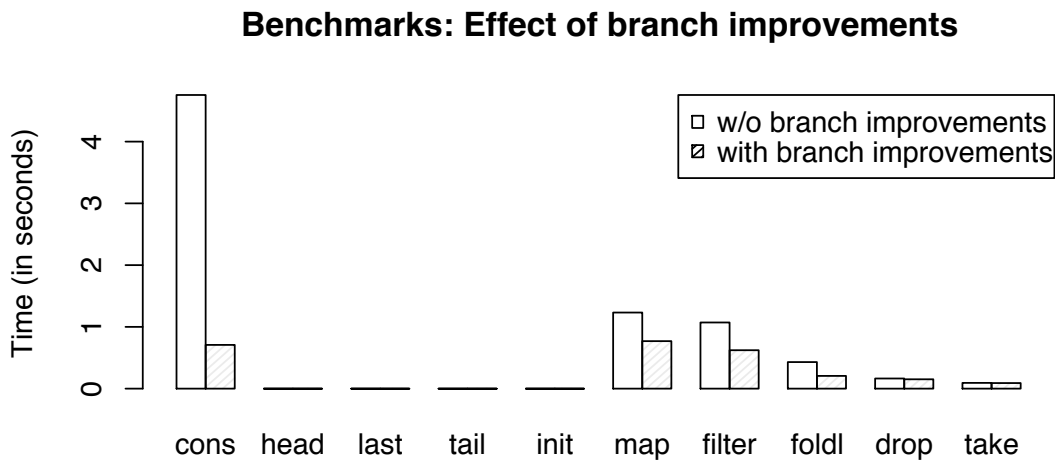 Benchmarks: Effect of branch improvements
Time (in seconds)
4
3
2
1
0
w/o branch improvements
with branch improvements
cons head last tail init map filter foldl drop take